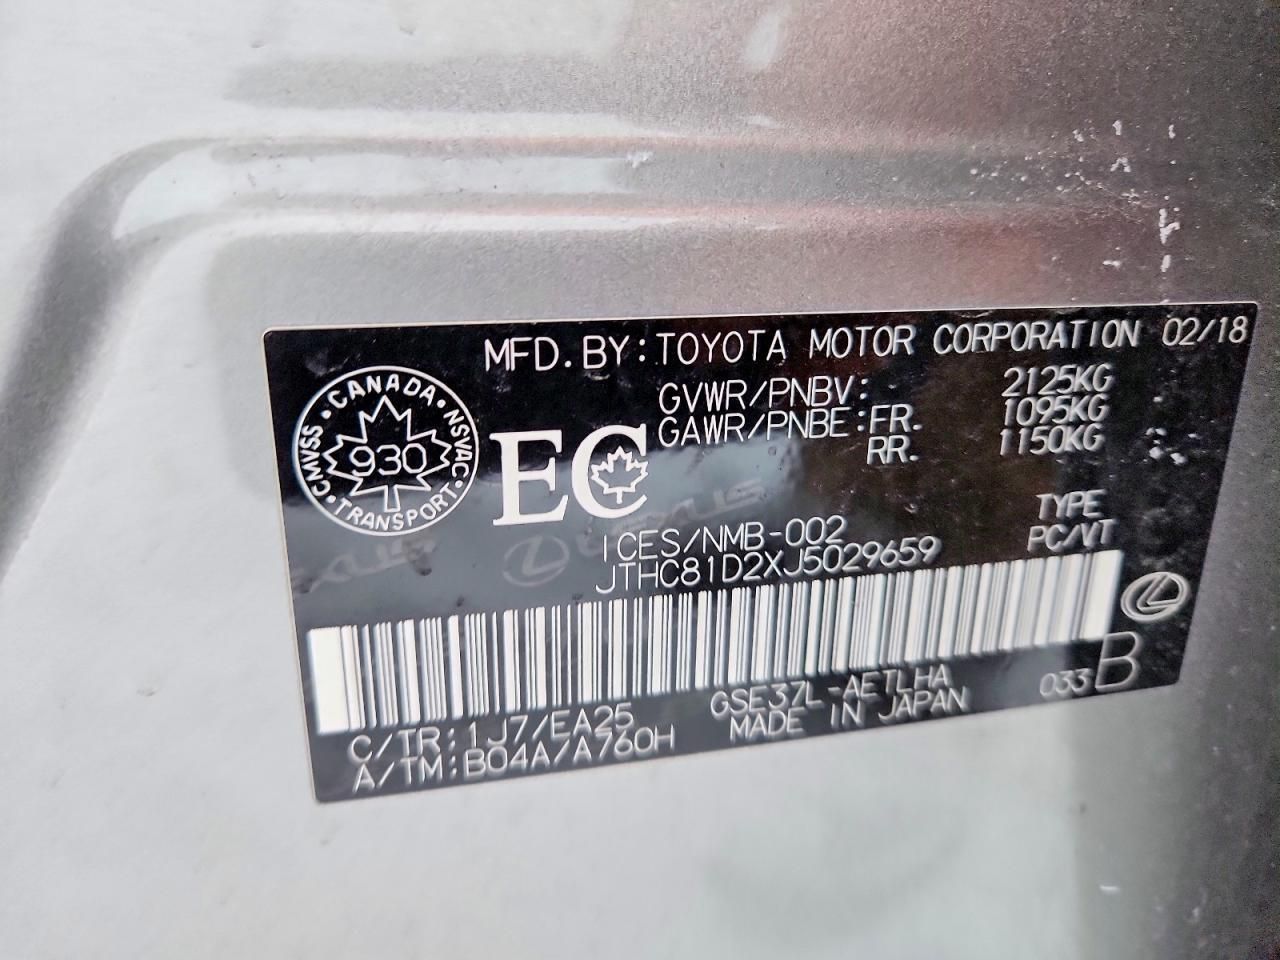 MFD. BY: TOYOTA MOTOR CORPORATION 02/18
GVWR/PNBV: 2125KG
GAWR/PNBE: FR. 1095KG
RR. 1150KG
CMVSS · CANADA · NSVAC · TRANSPORT ·
930
EC
ICES/NMB-002 TYPE
JTHC81D2XJ5029659 PC/VT
C/TR: 1J7/EA25 GSE37L-AETLHA 033 B
A/TM: B04A/A760H MADE IN JAPAN